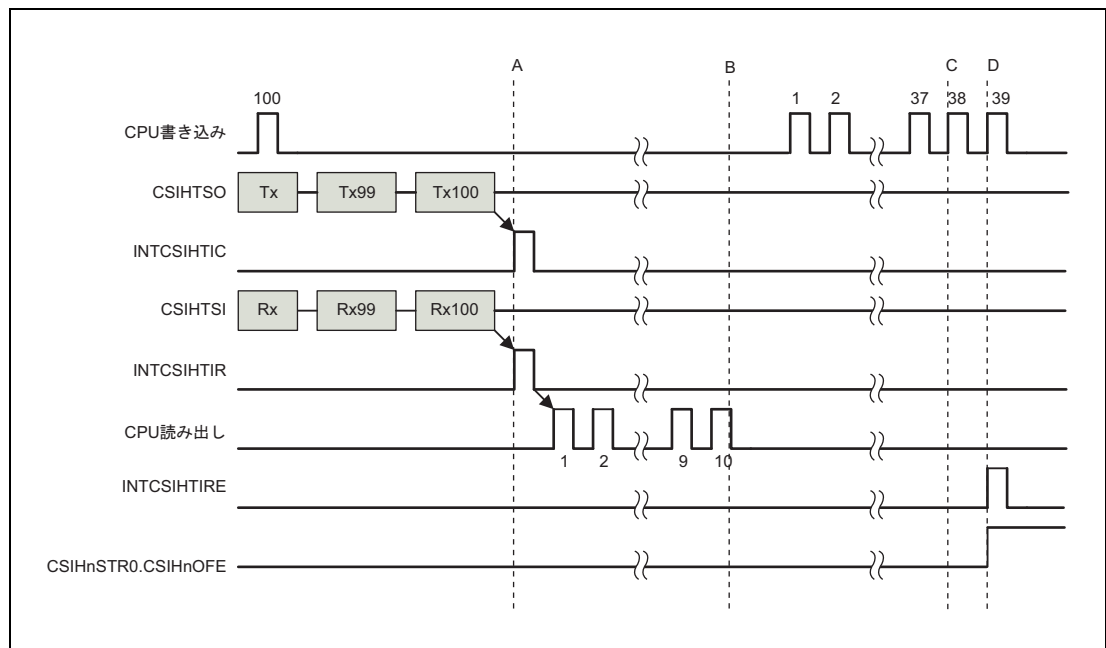 A B C D
100 1 2 37 38 39
CPU書き込み
CSIHTSO Tx Tx99 Tx100
INTCSIHTIC
CSIHTSI Rx Rx99 Rx100
INTCSIHTIR
CPU読み出し
1 2 9 10
INTCSIHTIRE
CSIHnSTR0.CSIHnOFE